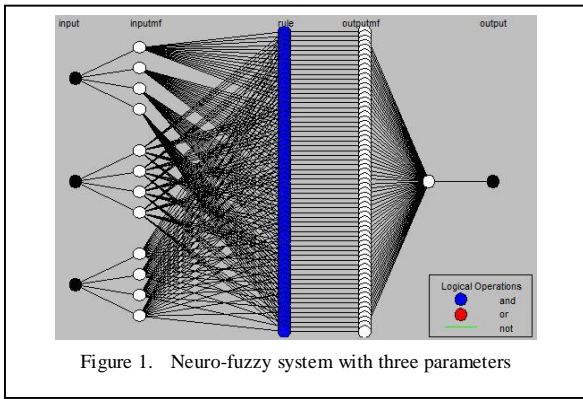 input inputmf rule outputmf output
Logical Operations
and
or
not
Figure 1. Neuro-fuzzy system with three parameters